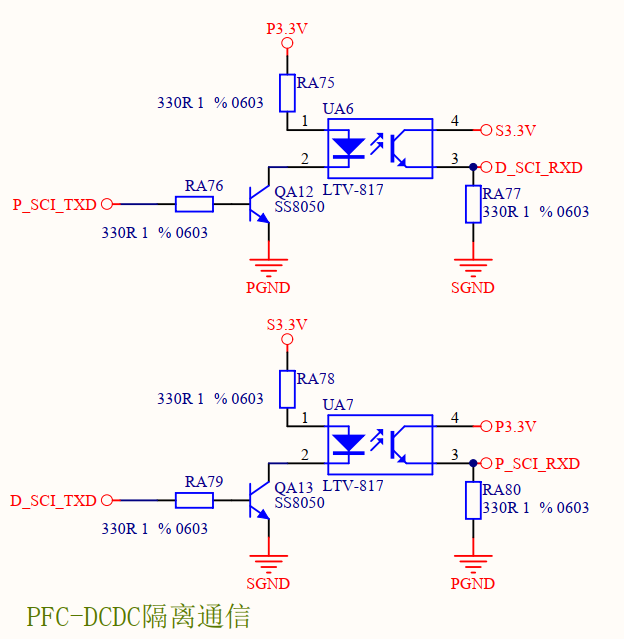 P3.3V
RA75
330R 1 % 0603
UA6
1
4
S3.3V
2
3
D_SCI_RXD
RA76
QA12
LTV-817
RA77
P_SCI_TXD
SS8050
330R 1 % 0603
330R 1 % 0603
PGND
SGND
S3.3V
RA78
330R 1 % 0603
UA7
1
4
P3.3V
2
3
P_SCI_RXD
RA79
QA13
LTV-817
RA80
D_SCI_TXD
SS8050
330R 1 % 0603
330R 1 % 0603
SGND
PGND
PFC-DCDC隔离通信